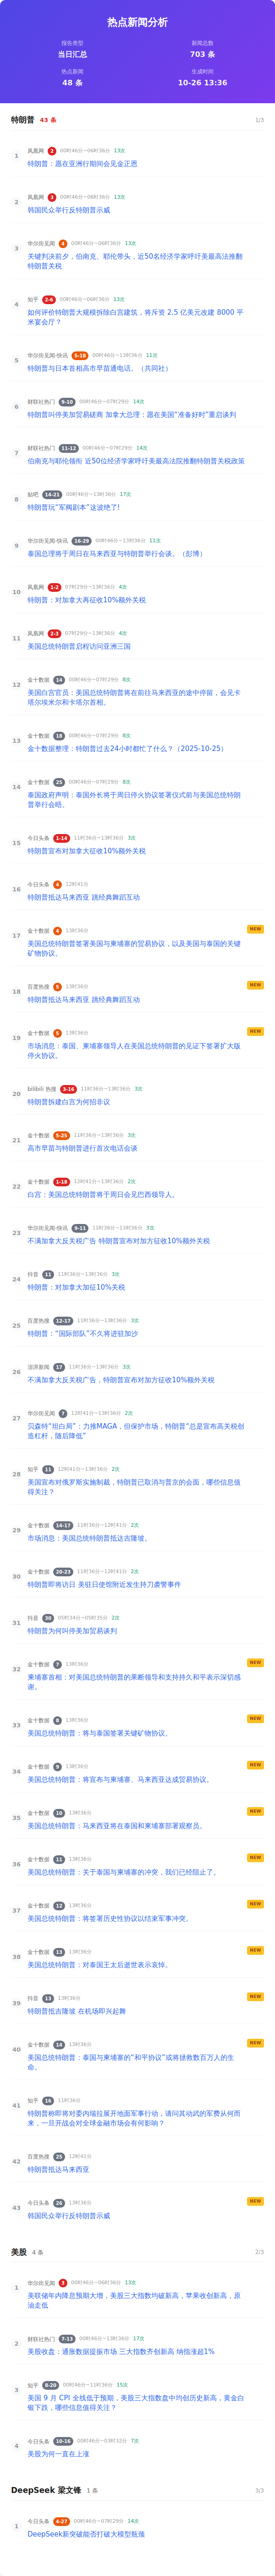 热点新闻分析
报告类型
新闻总数
当日汇总
703 条
热点新闻
生成时间
48 条
10-26 13:36
特朗普 43 条
1/3
1
凤凰网 2 00时46分~06时36分 13次
特朗普：愿在亚洲行期间会见金正恩
2
凤凰网 3 00时46分~06时36分 13次
韩国民众举行反特朗普示威
3
华尔街见闻 4 00时46分~06时36分 13次
关键判决前夕，伯南克、耶伦带头，近50名经济学家呼吁美最高法院推翻
特朗普关税
4
知乎 2-6 00时46分~06时36分 13次
如何评价特朗普大规模拆除白宫建筑，将斥资 2.5 亿美元改建 8000 平
米宴会厅？
5
华尔街见闻-快讯 5-10 00时46分~13时36分 11次
特朗普与日本首相高市早苗通电话。（共同社）
6
财联社热门 9-10 00时46分~07时29分 14次
特朗普叫停美加贸易磋商 加拿大总理：愿在美国“准备好时”重启谈判
7
财联社热门 11-12 00时46分~07时29分 14次
伯南克与耶伦领衔 近50位经济学家呼吁美最高法院推翻特朗普关税政策
8
贴吧 14-21 00时46分~13时36分 17次
特朗普玩“军阀剧本”这波绝了!
9
华尔街见闻-快讯 16-29 00时46分~13时36分 11次
泰国总理将于周日在马来西亚与特朗普举行会谈。（彭博）
10
凤凰网 1-2 07时29分~13时36分 4次
特朗普：对加拿大再征收10%额外关税
11
凤凰网 2-3 07时29分~13时36分 4次
美国总统特朗普启程访问亚洲三国
12
金十数据 14 00时46分~07时29分 8次
美国白宫官员：美国总统特朗普将在前往马来西亚的途中停留，会见卡
塔尔埃米尔和卡塔尔首相。
13
金十数据 18 00时46分~07时29分 8次
金十数据整理：特朗普过去24小时都忙了什么？（2025-10-25）
14
金十数据 25 00时46分~07时29分 8次
泰国政府声明：泰国外长将于周日停火协议签署仪式前与美国总统特朗
普举行会晤。
15
今日头条 1-14 11时36分~13时36分 3次
特朗普宣布对加拿大征收10%额外关税
16
今日头条 4 12时41分
特朗普抵达马来西亚 跳经典舞蹈互动
17
金十数据 4 13时36分
NEW
美国总统特朗普签署美国与柬埔寨的贸易协议，以及美国与泰国的关键
矿物协议。
18
百度热搜 5 13时36分
NEW
特朗普抵达马来西亚 跳经典舞蹈互动
19
金十数据 5 13时36分
NEW
市场消息：泰国、柬埔寨领导人在美国总统特朗普的见证下签署扩大版
停火协议。
20
bilibili 热搜 3-16 11时36分~13时36分 3次
特朗普拆建白宫为何招非议
21
金十数据 5-25 11时36分~13时36分 3次
高市早苗与特朗普进行首次电话会谈
22
金十数据 1-18 12时41分~13时36分 2次
白宫：美国总统特朗普将于周日会见巴西领导人。
23
华尔街见闻-快讯 9-11 11时36分~13时36分 3次
不满加拿大反关税广告 特朗普宣布对加方征收10%额外关税
24
抖音 11 11时36分~13时36分 3次
特朗普：对加拿大加征10%关税
25
百度热搜 12-17 11时36分~13时36分 3次
特朗普：“国际部队”不久将进驻加沙
26
澎湃新闻 17 11时36分~13时36分 3次
不满加拿大反关税广告，特朗普宣布对加拿大征收10%额外关税
27
华尔街见闻 7 12时41分~13时36分 2次
贝森特“坦白局”：力推MAGA，但保护市场，特朗普“总是宣布高关税创
造杠杆，随后降低”
28
知乎 11 12时41分~13时36分 2次
美国宣布对俄罗斯实施制裁，特朗普已取消与普京的会面，哪些信息值
得关注？
29
金十数据 14-17 11时36分~12时41分 2次
市场消息：美国总统特朗普抵达吉隆坡。
30
金十数据 20-23 11时36分~12时41分 2次
特朗普即将访日 美驻日使馆附近发生持刀袭警事件
31
抖音 30 05时34分~05时35分 2次
特朗普为何叫停美加贸易谈判
32
金十数据 7 13时36分
NEW
柬埔寨首相：对美国总统特朗普的果断领导和支持持久和平表示深切感
谢。
33
金十数据 8 13时36分
NEW
美国总统特朗普：将与泰国签署关键矿物协议。
34
金十数据 9 13时36分
NEW
美国总统特朗普：将宣布与柬埔寨、马来西亚达成贸易协议。
35
金十数据 10 13时36分
NEW
美国总统特朗普：马来西亚将在泰国和柬埔寨部署观察员。
36
金十数据 11 13时36分
NEW
美国总统特朗普：关于泰国与柬埔寨的冲突，我们已经阻止了。
37
金十数据 12 13时36分
NEW
美国总统特朗普：将签署历史性协议以结束军事冲突。
38
金十数据 13 13时36分
NEW
美国总统特朗普：对泰国王太后逝世表示哀悼。
39
抖音 13 13时36分
NEW
特朗普抵吉隆坡 在机场即兴起舞
40
金十数据 14 13时36分
NEW
美国总统特朗普：泰国与柬埔寨的“和平协议”或将拯救数百万人的生
命。
41
知乎 16 11时36分
特朗普称即将对委内瑞拉展开地面军事行动，请问其动武的军费从何而
来，一旦开战会对全球金融市场会有何影响？
42
百度热搜 25 12时41分
特朗普抵达马来西亚
43
今日头条 26 13时36分
NEW
韩国民众举行反特朗普示威
美股 4 条
2/3
1
华尔街见闻 3 00时46分~06时36分 13次
美联储年内降息预期大增，美股三大指数均破新高，苹果收创新高，原
油走低
2
财联社热门 7-13 00时46分~13时36分 17次
美股收盘：通胀数据提振市场 三大指数齐创新高 纳指涨超1%
3
知乎 8-20 00时46分~11时36分 15次
美国 9 月 CPI 全线低于预期，美股三大指数盘中均创历史新高，黄金白
银下跌，哪些信息值得关注？
4
今日头条 10-16 00时46分~03时32分 7次
美股为何一直在上涨
DeepSeek 梁文锋 1 条
3/3
1
今日头条 4-27 00时46分~07时29分 14次
DeepSeek新突破能否打破大模型瓶颈